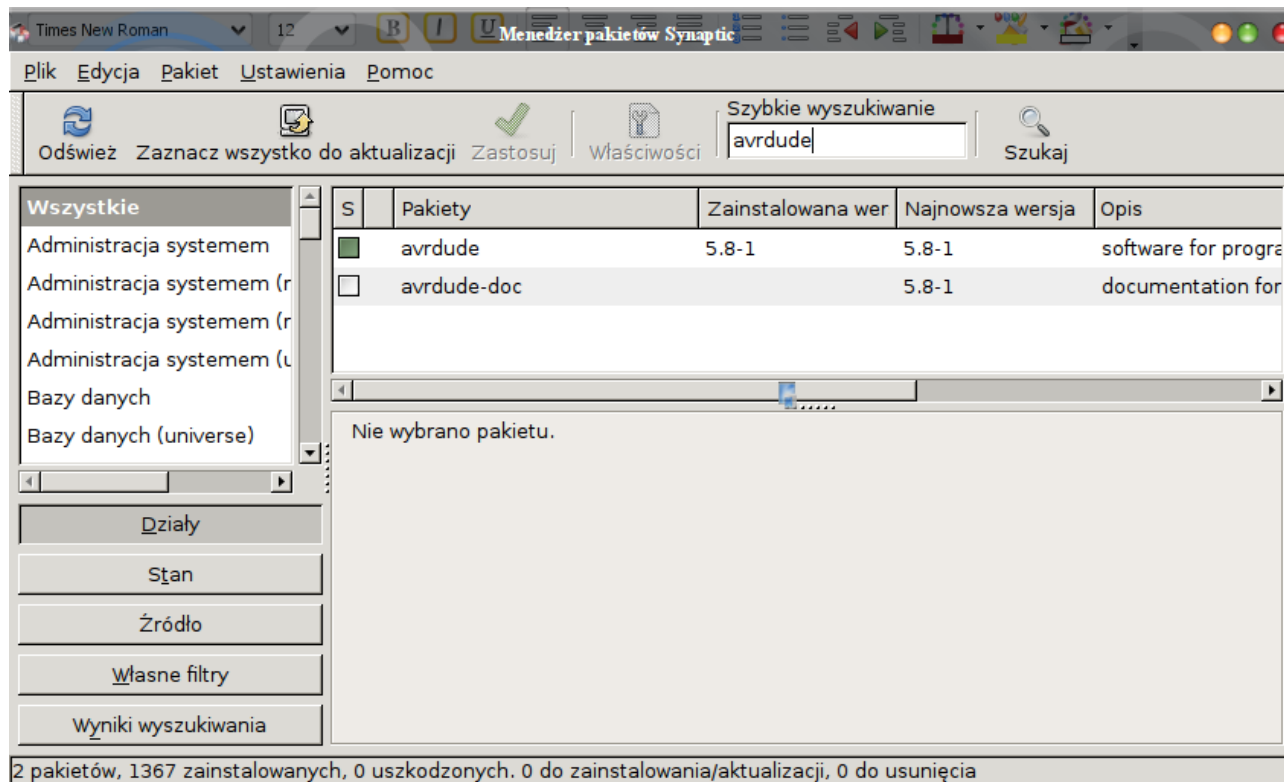 Times New Roman 12 B I U Menedżer pakietów Synaptic
Plik Edycja Pakiet Ustawienia Pomoc
Szybkie wyszukiwanie
avrdude
Odśwież Zaznacz wszystko do aktualizacji Zastosuj Właściwości Szukaj
Wszystkie
Administracja systemem
Administracja systemem (r
Administracja systemem (r
Administracja systemem (u
Bazy danych
Bazy danych (universe)
Działy
Stan
Źródło
Własne filtry
Wyniki wyszukiwania
S Pakiety Zainstalowana wer Najnowsza wersja Opis
avrdude 5.8-1 5.8-1 software for progra
avrdude-doc 5.8-1 documentation for
Nie wybrano pakietu.
2 pakietów, 1367 zainstalowanych, 0 uszkodzonych. 0 do zainstalowania/aktualizacji, 0 do usunięcia